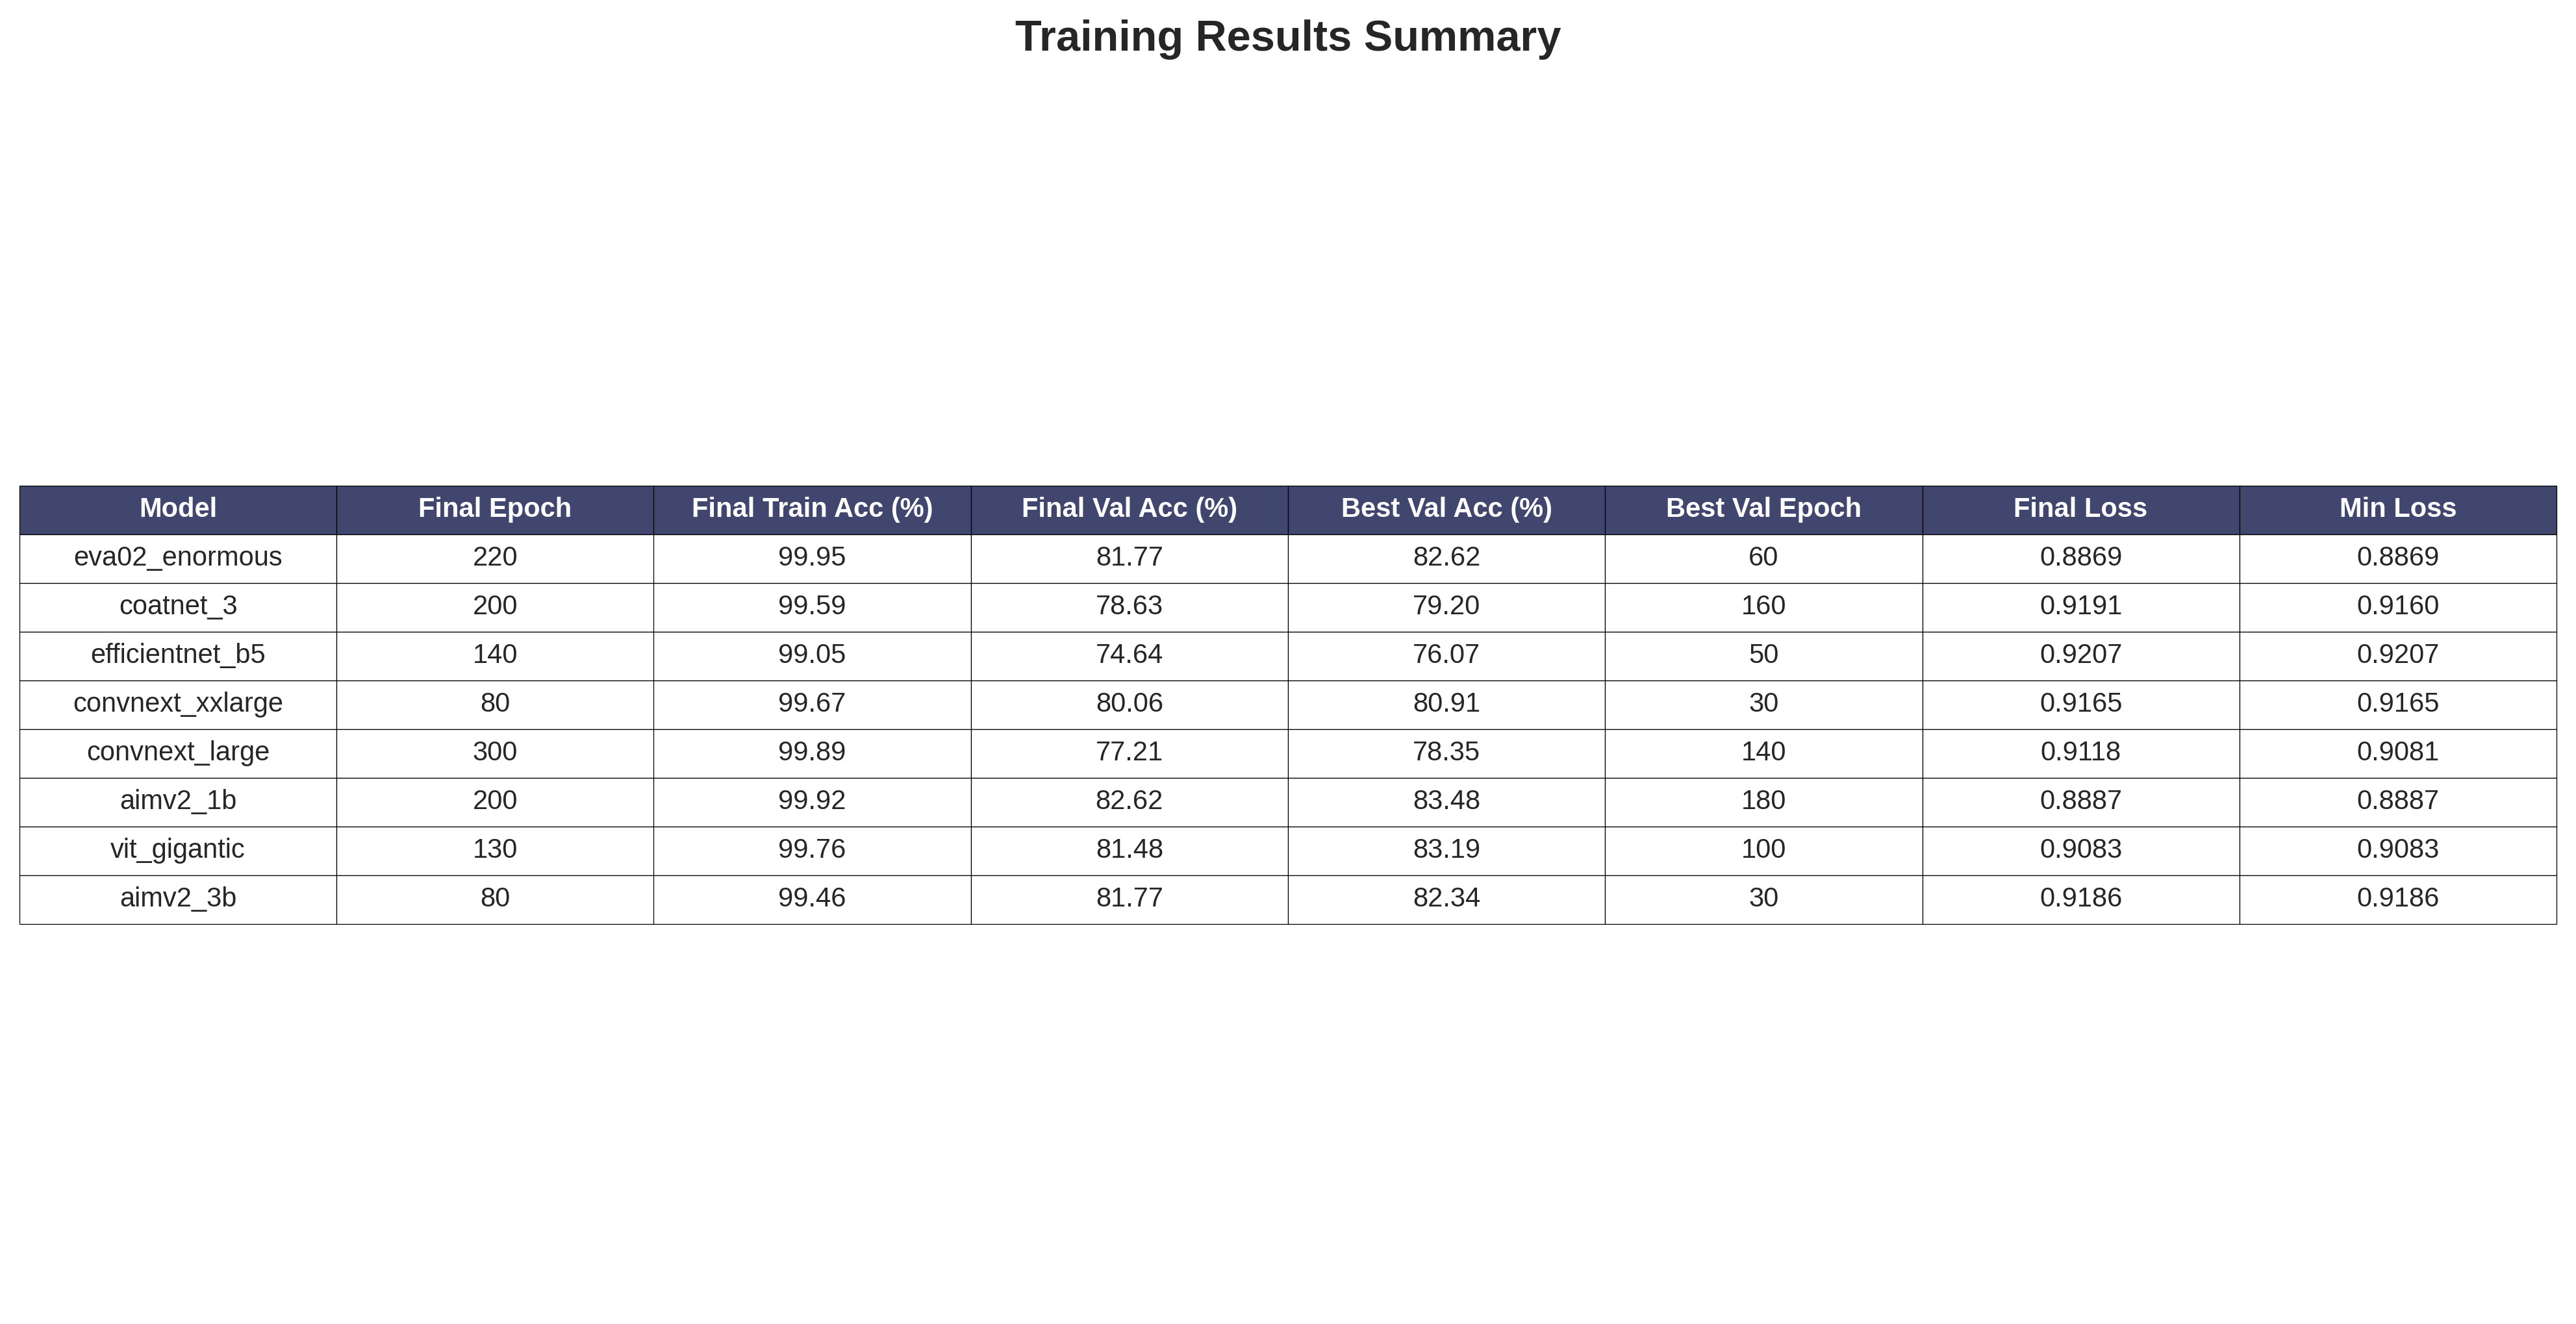 Training Results Summary
Model Final Epoch Final Train Acc (%) Final Val Acc (%) Best Val Acc (%) Best Val Epoch Final Loss Min Loss
eva02_enormous 220 99.95 81.77 82.62 60 0.8869 0.8869
coatnet_3 200 99.59 78.63 79.20 160 0.9191 0.9160
efficientnet_b5 140 99.05 74.64 76.07 50 0.9207 0.9207
convnext_xxlarge 80 99.67 80.06 80.91 30 0.9165 0.9165
convnext_large 300 99.89 77.21 78.35 140 0.9118 0.9081
aimv2_1b 200 99.92 82.62 83.48 180 0.8887 0.8887
vit_gigantic 130 99.76 81.48 83.19 100 0.9083 0.9083
aimv2_3b 80 99.46 81.77 82.34 30 0.9186 0.9186